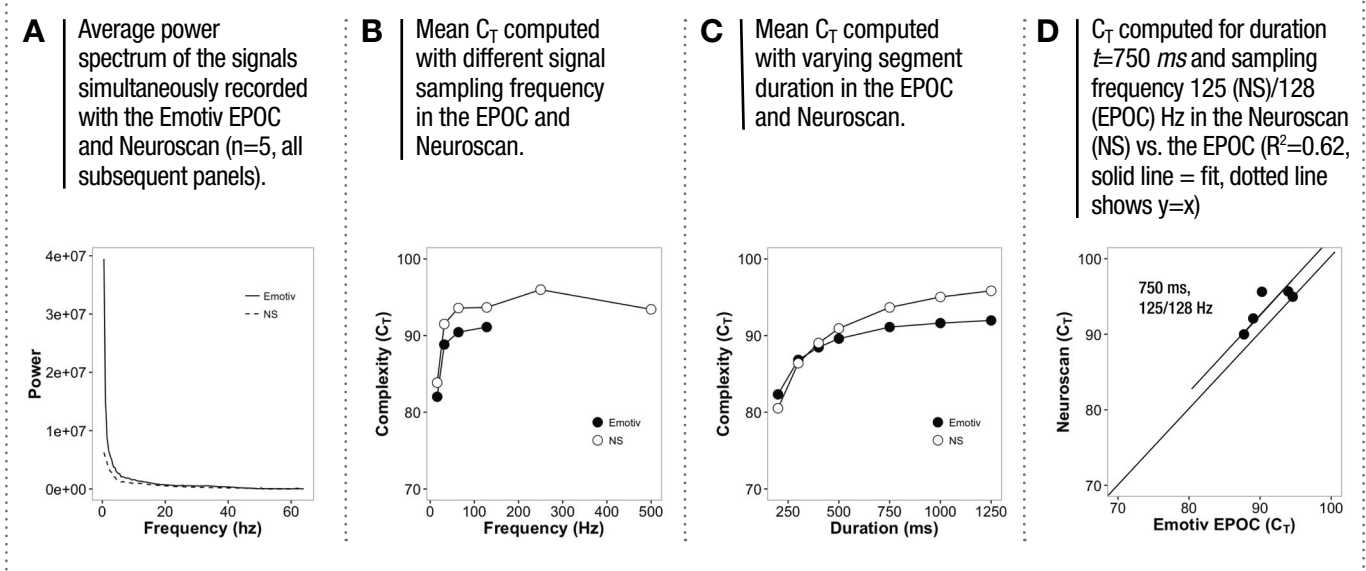 A
Average power
spectrum of the signals
simultaneously recorded
with the Emotiv EPOC
and Neuroscan (n=5, all
subsequent panels).
B
Mean CT computed
with different signal
sampling frequency
in the EPOC and
Neuroscan.
C
Mean CT computed
with varying segment
duration in the EPOC
and Neuroscan.
D
CT computed for duration
t=750 ms and sampling
frequency 125 (NS)/128
(EPOC) Hz in the Neuroscan
(NS) vs. the EPOC (R²=0.62,
solid line = fit, dotted line
shows y=x)
Power
4e+07
3e+07
2e+07
1e+07
0e+00
Emotiv
NS
0 20 40 60
Frequency (hz)
Complexity (CT)
100
90
80
70
Emotiv
NS
0 100 200 300 400 500
Frequency (Hz)
Complexity (CT)
100
90
80
70
Emotiv
NS
250 500 750 1000 1250
Duration (ms)
Neuroscan (CT)
100
90
80
70
750 ms,
125/128 Hz
70 80 90 100
Emotiv EPOC (CT)